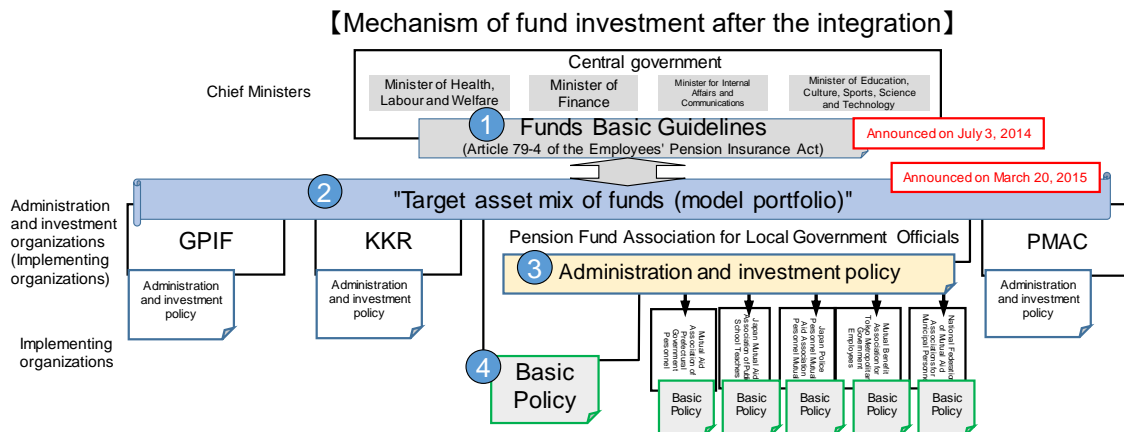 【Mechanism of fund investment after the integration】
Central government
Chief Ministers
Minister of Health,
Labour and Welfare
Minister of
Finance
Minister for Internal
Affairs and
Communications
Minister of Education,
Culture, Sports, Science
and Technology
1
Funds Basic Guidelines
(Article 79-4 of the Employees' Pension Insurance Act)
Announced on July 3, 2014
Announced on March 20, 2015
2
"Target asset mix of funds (model portfolio)"
Administration
and investment
organizations
(Implementing
organizations)
GPIF
KKR
Pension Fund Association for Local Government Officials
PMAC
3
Administration and investment policy
Administration
and investment
policy
Administration
and investment
policy
Administration
and investment
policy
Implementing
organizations
4
Basic
Policy
Mutual Aid
Association of
Prefectural
Government
Personnel
Japan Mutual Aid
Association of Public
School Teachers
Japan Police
Personnel Mutual
Aid Association
Personnel Mutual
Mutual Benefit
Association for
Tokyo Metropolitan
Government
Employees
National Federation
of Mutual Aid
Associations for
Municipal Personnel
Basic
Policy
Basic
Policy
Basic
Policy
Basic
Policy
Basic
Policy